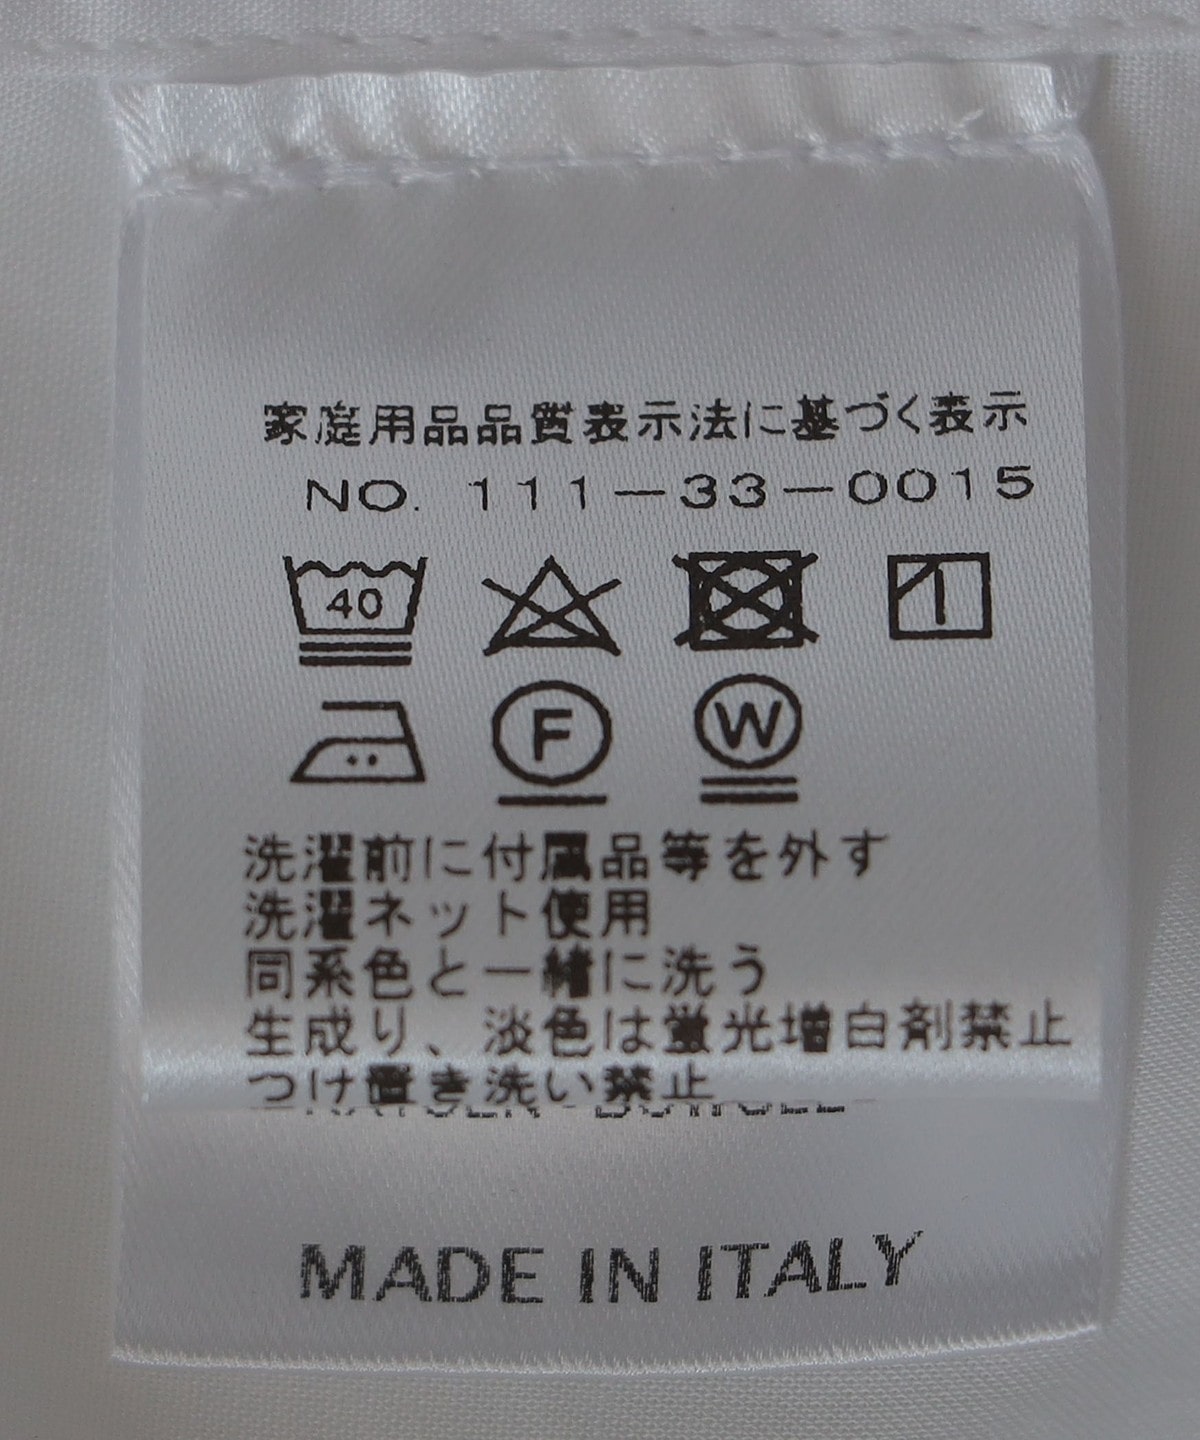 家庭用品品質表示法に基づく表示
NO. 111-33-0015
40
F
W
洗濯前に付属品等を外す
洗濯ネット使用
同系色と一緒に洗う
生成り、淡色は蛍光増白剤禁止
つけ置き洗い禁止
MADE IN ITALY